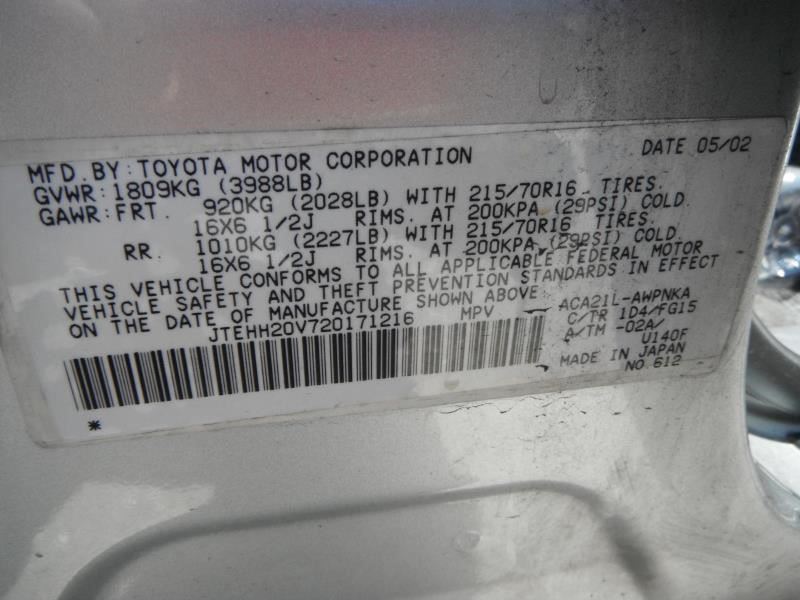 MFD. BY: TOYOTA MOTOR CORPORATION DATE 05/02
GVWR: 1809KG (3988LB)
GAWR: FRT. 920KG (2028LB) WITH 215/70R16 TIRES.
16X6 1/2J RIMS. AT 200KPA (29PSI) COLD.
RR. 1010KG (2227LB) WITH 215/70R16 TIRES.
16X6 1/2J RIMS. AT 200KPA (29PSI) COLD.
THIS VEHICLE CONFORMS TO ALL APPLICABLE FEDERAL MOTOR
VEHICLE SAFETY AND THEFT PREVENTION STANDARDS IN EFFECT
ON THE DATE OF MANUFACTURE SHOWN ABOVE.
JTEHH20V720171216 MPV
ACA21L-AWPNKA
C/TR 1D4/FG15
A/TM -02A/
U140F
MADE IN JAPAN
NO 612
*